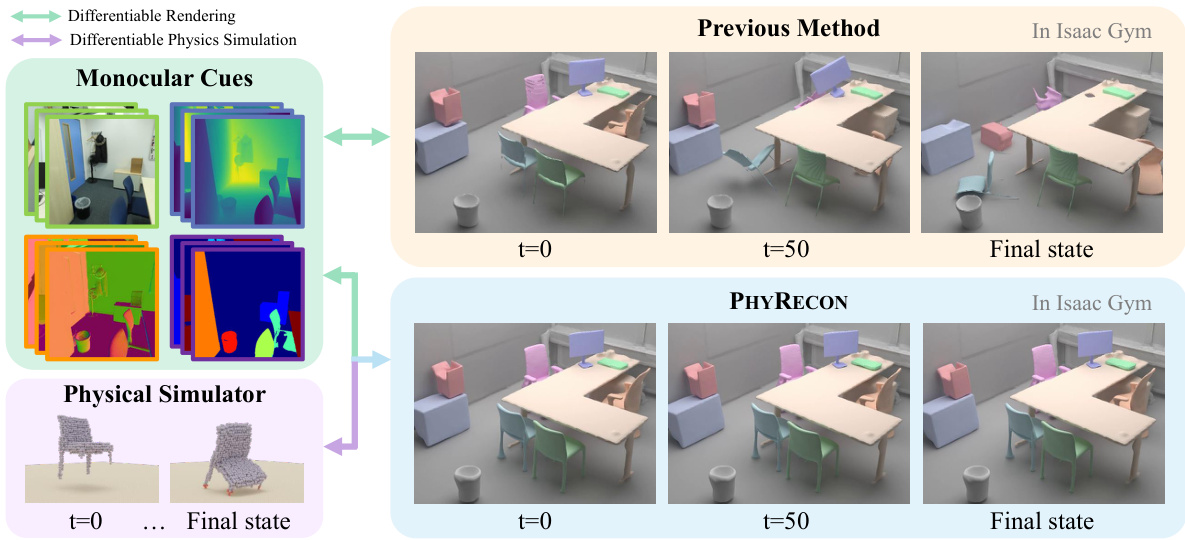 Differentiable Rendering
Differentiable Physics Simulation
Monocular Cues
Physical Simulator
t=0 ... Final state
Previous Method
In Isaac Gym
t=0 t=50 Final state
PHYRECON
In Isaac Gym
t=0 t=50 Final state